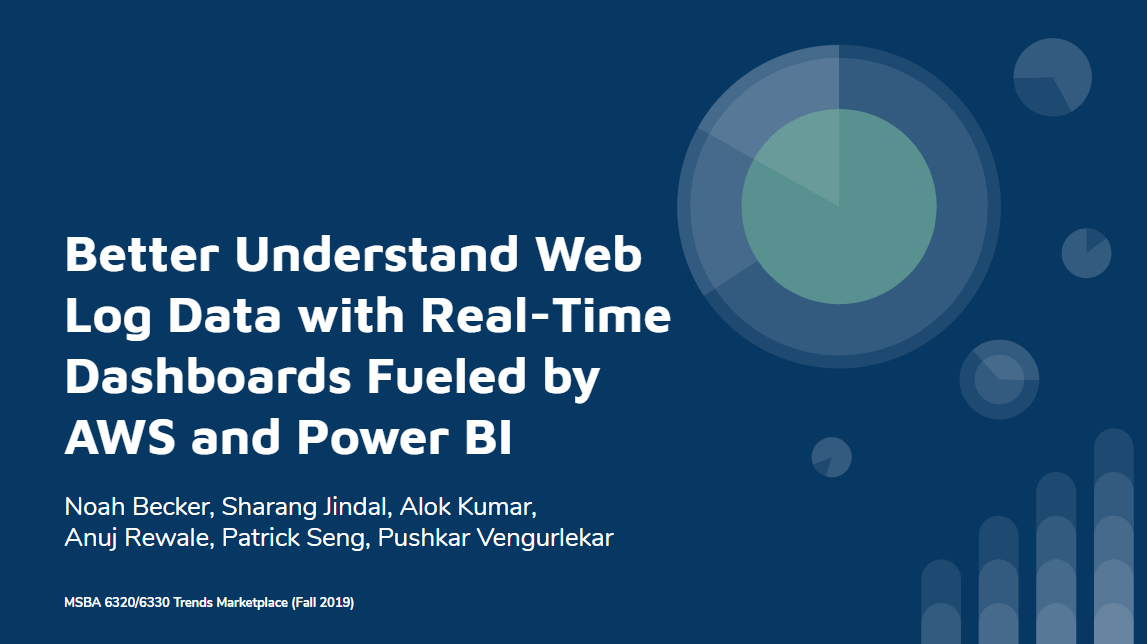 Better Understand Web
Log Data with Real-Time
Dashboards Fueled by
AWS and Power BI
Noah Becker, Sharang Jindal, Alok Kumar,
Anuj Rewale, Patrick Seng, Pushkar Vengurlekar
MSBA 6320/6330 Trends Marketplace (Fall 2019)